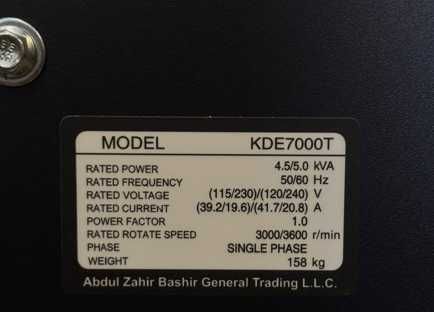 MODEL KDE7000T
RATED POWER 4.5/5.0 kVA
RATED FREQUENCY 50/60 Hz
RATED VOLTAGE (115/230)/(120/240) V
RATED CURRENT (39.2/19.6)/(41.7/20.8) A
POWER FACTOR 1.0
RATED ROTATE SPEED 3000/3600 r/min
PHASE SINGLE PHASE
WEIGHT 158 kg
Abdul Zahir Bashir General Trading L.L.C.